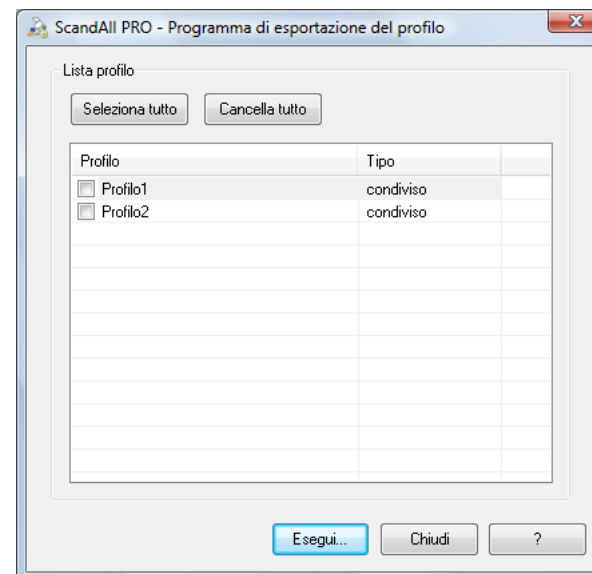 ScandAll PRO - Programma di esportazione del profilo
Lista profilo
Seleziona tutto Cancella tutto
Profilo Tipo
Profilo1 condiviso
Profilo2 condiviso
Esegui... Chiudi ?